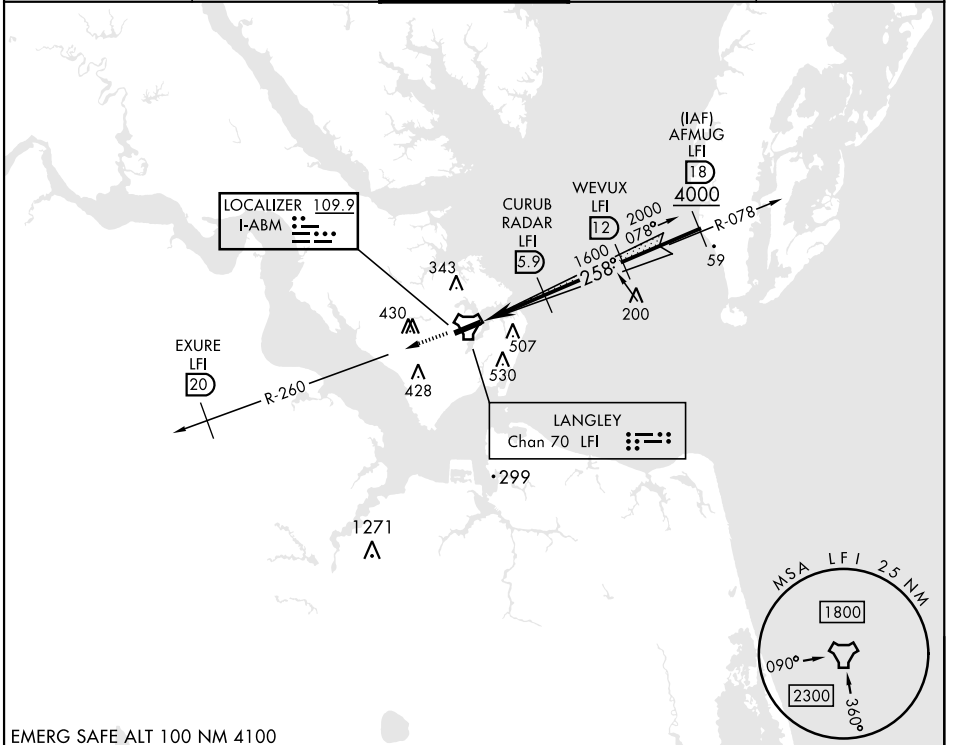 (IAF)
AFMUG
LFI
18
4000
WEVUX
LFI
12
2000
078°
R-078
CURUB
RADAR
LFI
5.9
1600
258°
59
200
LOCALIZER 109.9
I-ABM
343
430
507
530
428
EXURE
LFI
20
R-260
LANGLEY
Chan 70 LFI
299
1271
MSA LFI 25 NM
1800
090°
2300
360°
EMERG SAFE ALT 100 NM 4100